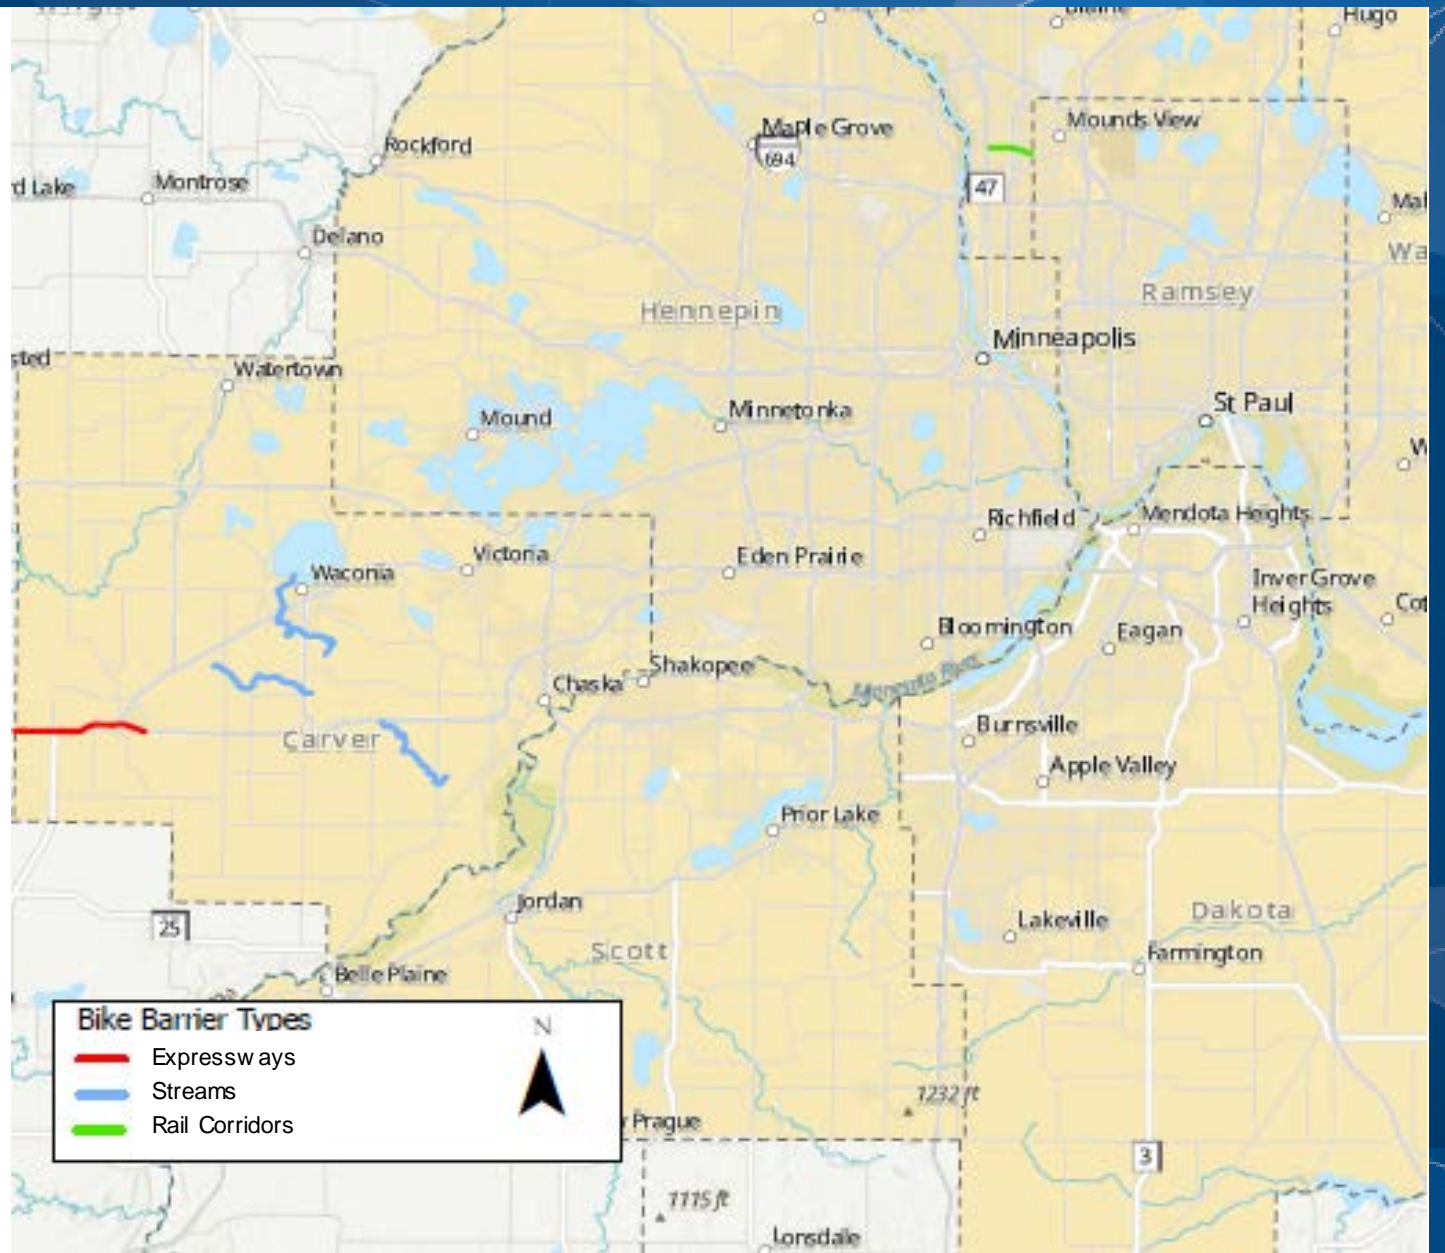 Hugo
Maple Grove
694
Mounds View
Rockford
rd Lake
Montrose
47
Delano
Hennepin
Ramsey
Minneapolis
sted
Watertown
St Paul
Mound
Minnetonka
Richfield
Mendota Heights
Waconia
Victoria
Eden Prairie
Inver Grove
Heights
Bloomington
Eagan
Shakopee
Chaska
Carver
Burnsville
Apple Valley
Prior Lake
Jordan
25
Scott
Lakeville
Dakota
Farmington
Belle Plaine
Bike Barrier Types
N
Expressways
Streams
Rail Corridors
1232 ft
Prague
3
1115 ft
Lonsdale